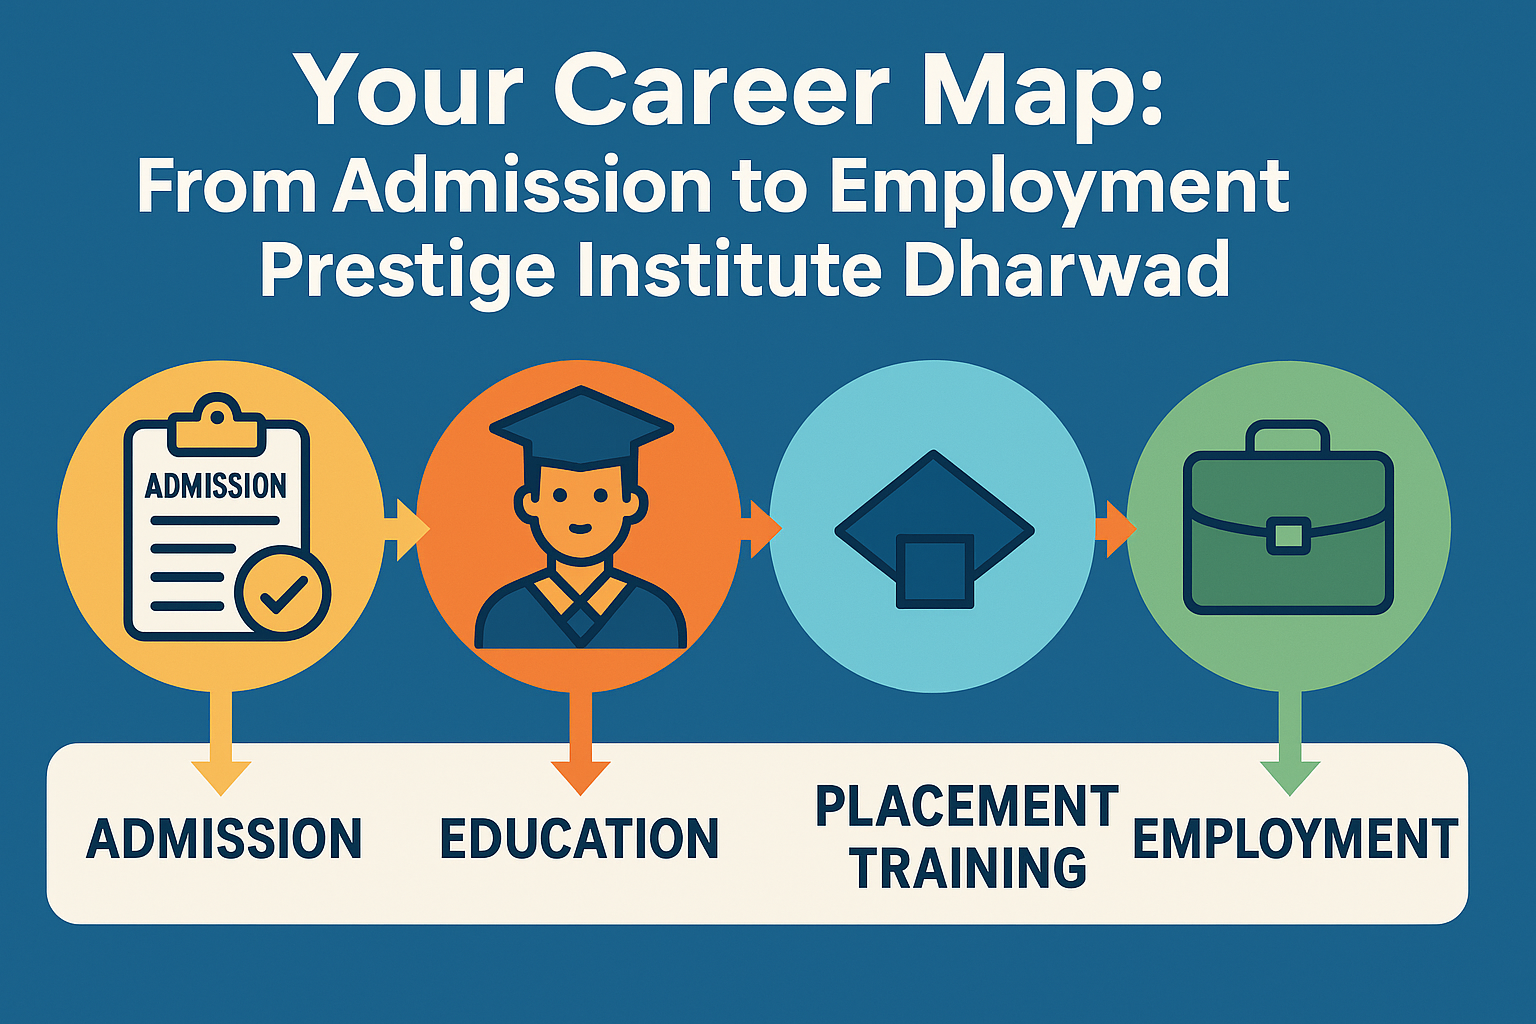 Your Career Map:
From Admission to Employment
Prestige Institute Dharwad
ADMISSION
ADMISSION
EDUCATION
PLACEMENT
TRAINING
EMPLOYMENT